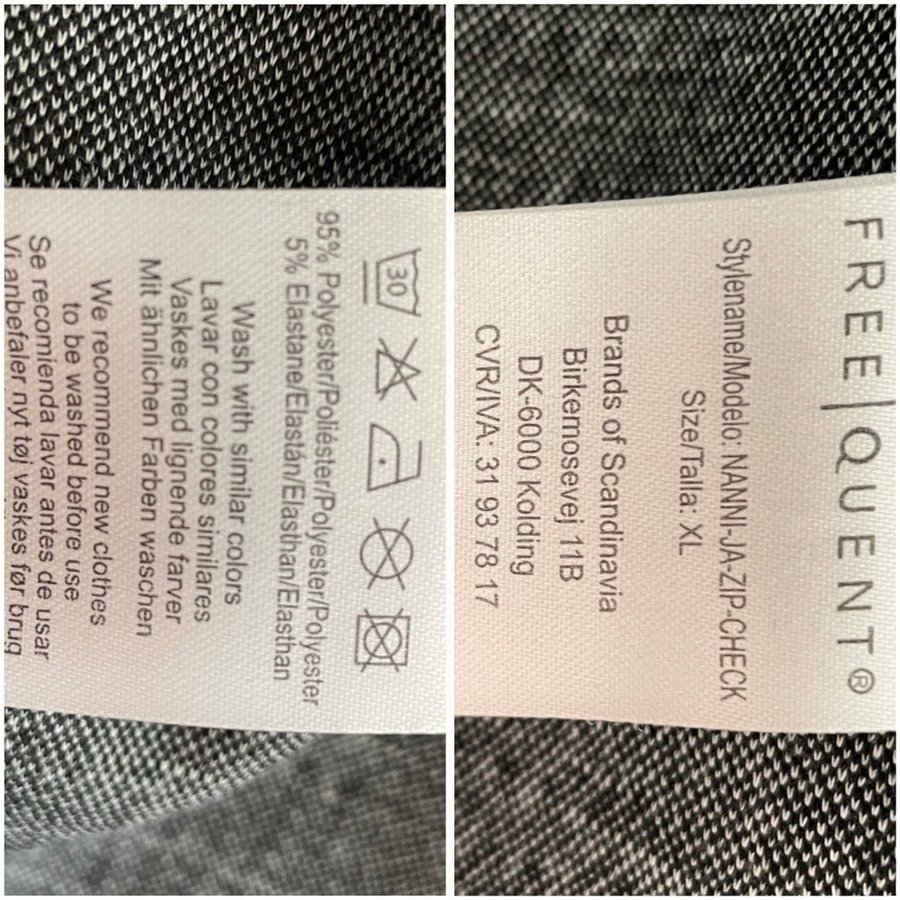 30
95% Polyester/Poliéster/Polyester/Polyester
5% Elastane/Elastán/Elasthan/Elasthan
Wash with similar colors
Lavar con colores similares
Vaskes med lignende farver
Mit ähnlichen Farben waschen
We recommend new clothes
to be washed before use
Se recomienda lavar antes de usar
Vi anbefaler nyt tøj vaskes før brug
FREE|QUENT®
Stylename/Modelo: NANNI-JA-ZIP-CHECK
Size/Talla: XL
Brands of Scandinavia
Birkemosevej 11B
DK-6000 Kolding
CVR/IVA: 31 93 78 17